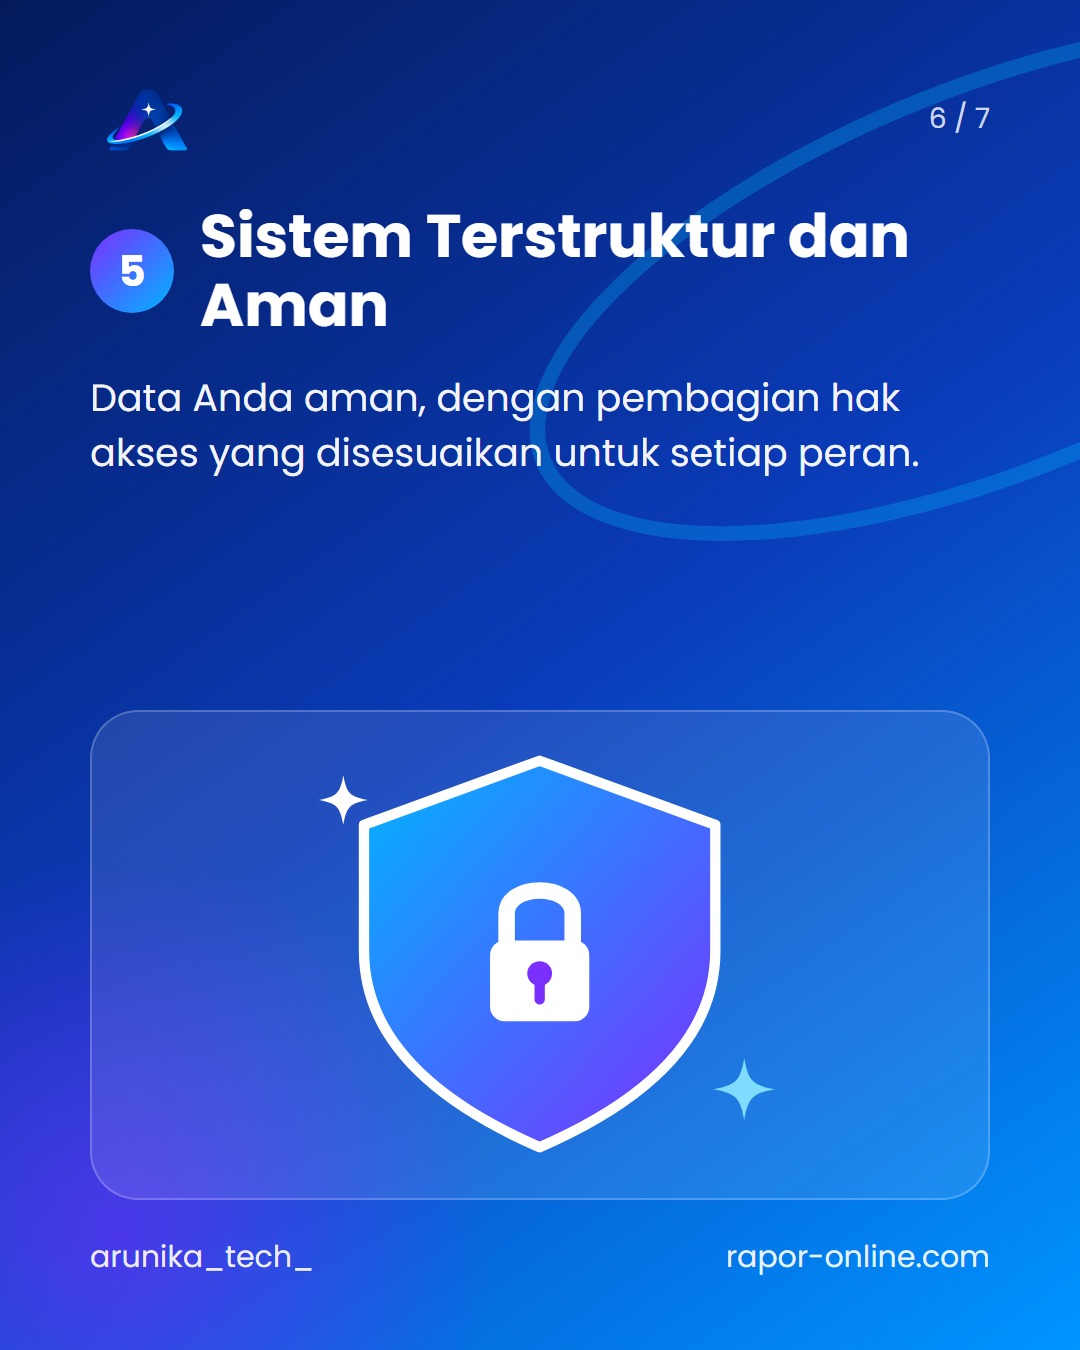 6 / 7
5
Sistem Terstruktur dan
Aman
Data Anda aman, dengan pembagian hak
akses yang disesuaikan untuk setiap peran.
arunika_tech_
rapor-online.com